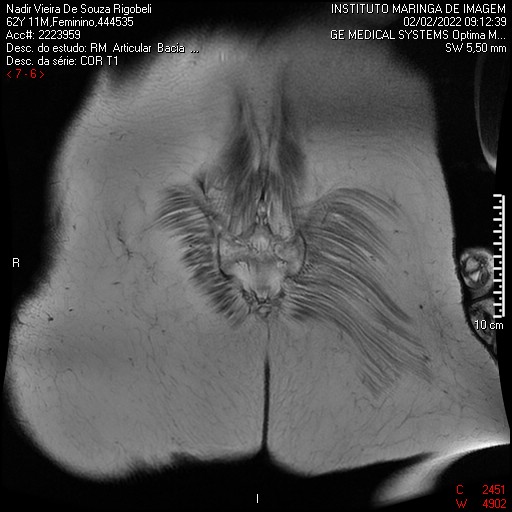 Nadir Vieira De Souza Rigobeli
62Y 11M,Feminino,444535
Acc#: 2223959
Desc. do estudo: RM Articular Bacia ...
Desc. da série: COR T1
< 7 - 6 >
INSTITUTO MARINGA DE IMAGEM
02/02/2022 09:12:39
GE MEDICAL SYSTEMS Optima M...
SW 5,50 mm
R
10 cm
I
C 2451
W 4902